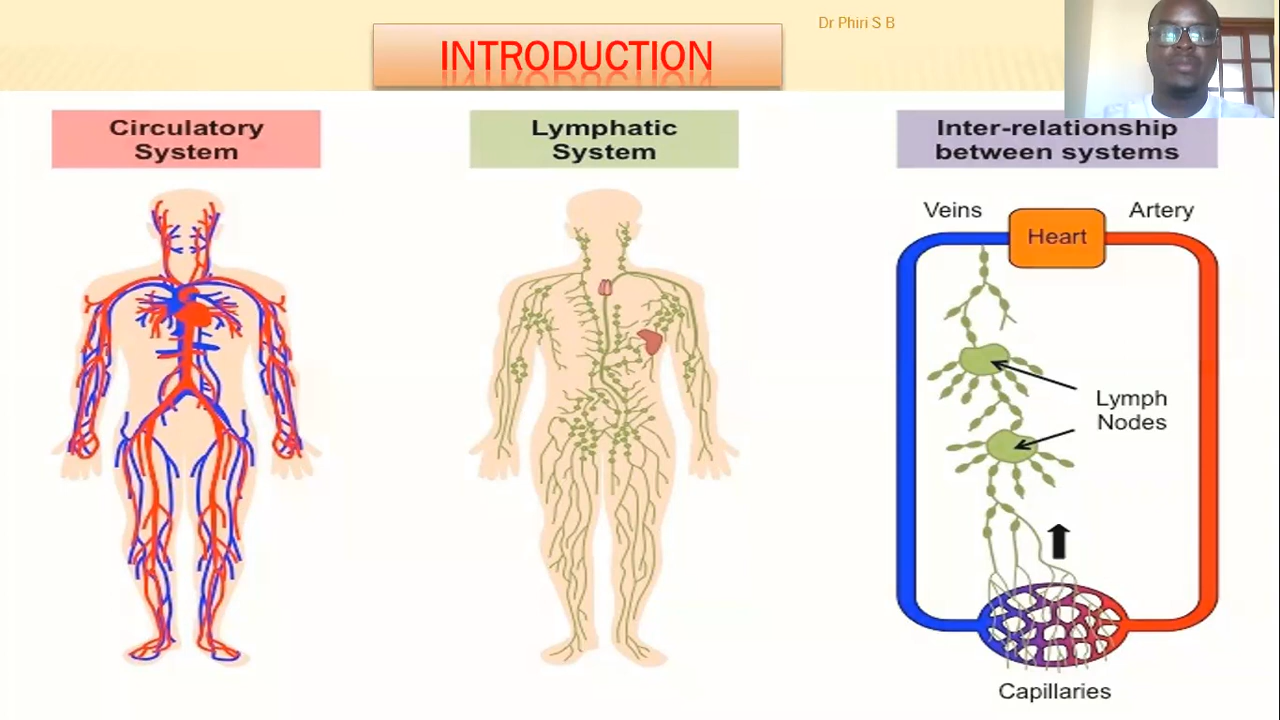 Dr Phiri S B
INTRODUCTION
Circulatory
System
Lymphatic
System
Inter-relationship
between systems
Veins
Artery
Heart
Lymph
Nodes
Capillaries